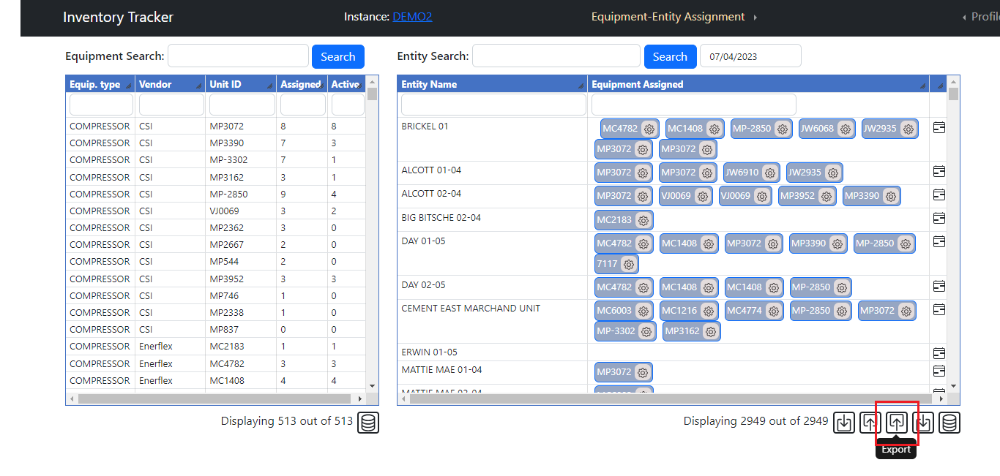 Inventory Tracker Instance: DEMO2 Equipment-Entity Assignment Profile
Equipment Search: Search
Equip. type Vendor Unit ID Assigned Active
COMPRESSOR CSI MP3072 8 8
COMPRESSOR CSI MP3390 7 3
COMPRESSOR CSI MP-3302 7 1
COMPRESSOR CSI MP3162 3 1
COMPRESSOR CSI MP-2850 9 4
COMPRESSOR CSI VJ0069 3 2
COMPRESSOR CSI MP2362 3 0
COMPRESSOR CSI MP2667 2 0
COMPRESSOR CSI MP544 2 0
COMPRESSOR CSI MP3952 3 3
COMPRESSOR CSI MP746 1 0
COMPRESSOR CSI MP2338 1 0
COMPRESSOR CSI MP837 0 0
COMPRESSOR Enerflex MC2183 1 1
COMPRESSOR Enerflex MC4782 3 3
COMPRESSOR Enerflex MC1408 4 4
Displaying 513 out of 513
Entity Search: Search 07/04/2023
Entity Name Equipment Assigned
BRICKEL 01 MC4782 MC1408 MP-2850 JW6068 JW2935
MP3072 MP3072
ALCOTT 01-04 MP3072 MP3072 JW6910 JW2935
ALCOTT 02-04 MP3072 VJ0069 VJ0069 MP3952 MP3390
BIG BITSCHE 02-04 MC2183
DAY 01-05 MC4782 MC1408 MP3072 MP3390 MP-2850
7117
DAY 02-05 MC4782 MC1408 MC1408 MP-2850
CEMENT EAST MARCHAND UNIT MC6003 MC1216 MC4774 MP-2850 MP3072
MP-3302 MP3162
ERWIN 01-05
MATTIE MAE 01-04 MP3072
MATTIE MAE 02-04
Displaying 2949 out of 2949
Export